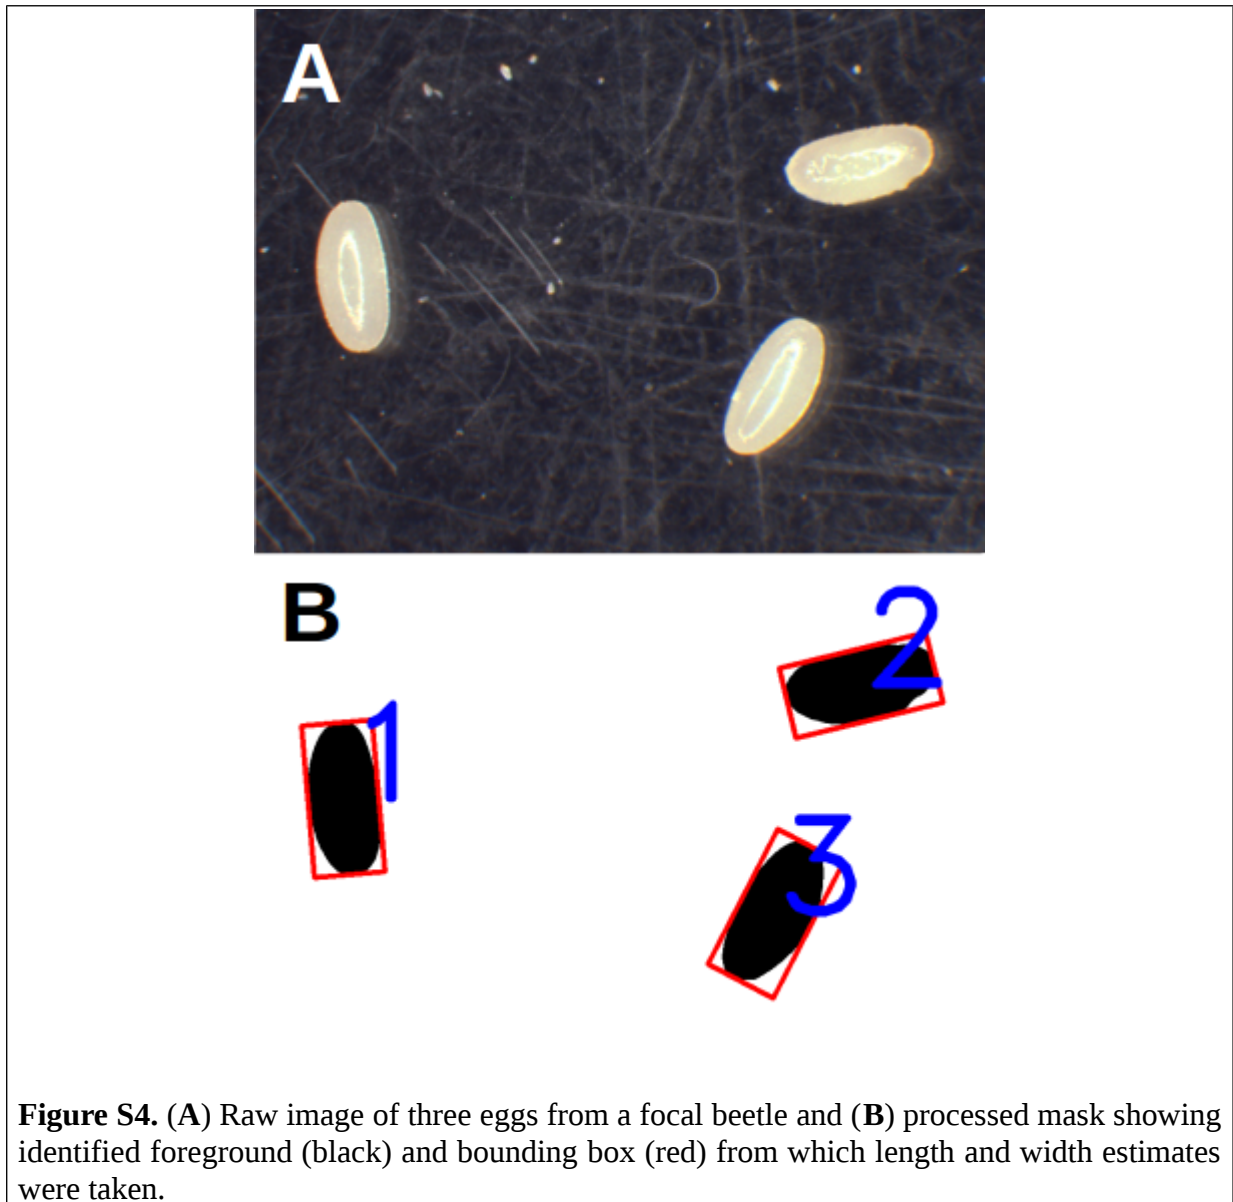 A
B
2
1
3
Figure S4. (A) Raw image of three eggs from a focal beetle and (B) processed mask showing
identified foreground (black) and bounding box (red) from which length and width estimates
were taken.